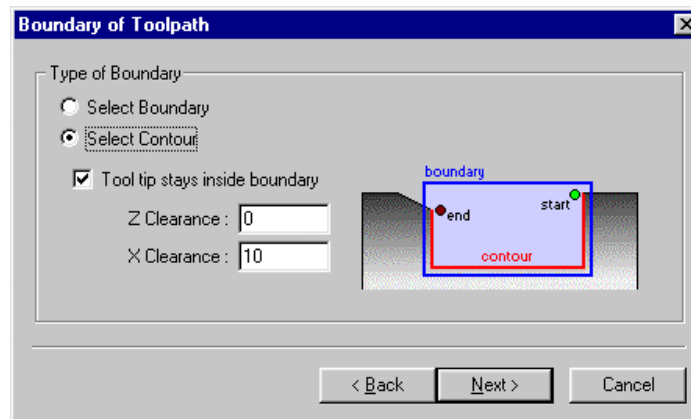 Boundary of Toolpath
Type of Boundary
Select Boundary
Select Contour
Tool tip stays inside boundary
Z Clearance : 0
X Clearance : 10
boundary
end
start
contour
< Back
Next >
Cancel